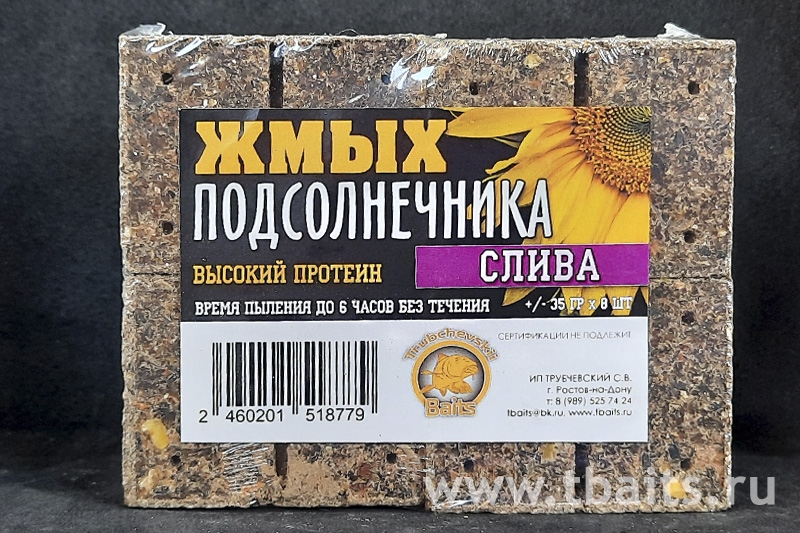 ЖМЫХ
ПОДСОЛНЕЧНИКА
СЛИВА
ВЫСОКИЙ ПРОТЕИН
ВРЕМЯ ПЫЛЕНИЯ ДО 6 ЧАСОВ БЕЗ ТЕЧЕНИЯ
+/- 35 ГР х 8 ШТ
СЕРТИФИКАЦИИ НЕ ПОДЛЕЖИТ
Traubchevskii
Baits
ИП ТРУБЧЕВСКИЙ С.В.
г. Ростов-на-Дону
т: 8 (989) 525 74 24
tbaits@bk.ru, www.tbaits.ru
2 460201 518779
www.tbaits.ru